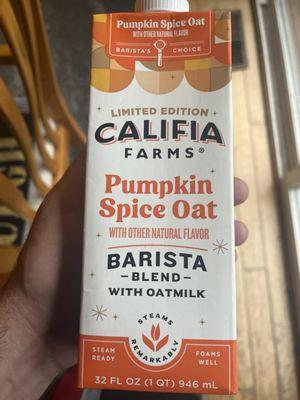 Pumpkin Spice Oat
WITH OTHER NATURAL FLAVOR
BARISTA'S CHOICE
LIMITED EDITION
CALIFIA
FARMS®
Pumpkin
Spice Oat
WITH OTHER NATURAL FLAVOR
BARISTA
BLEND
WITH OATMILK
STEAMS
REMARKABLY
STEAM READY
FOAMS WELL
32 FL OZ (1 QT) 946 mL